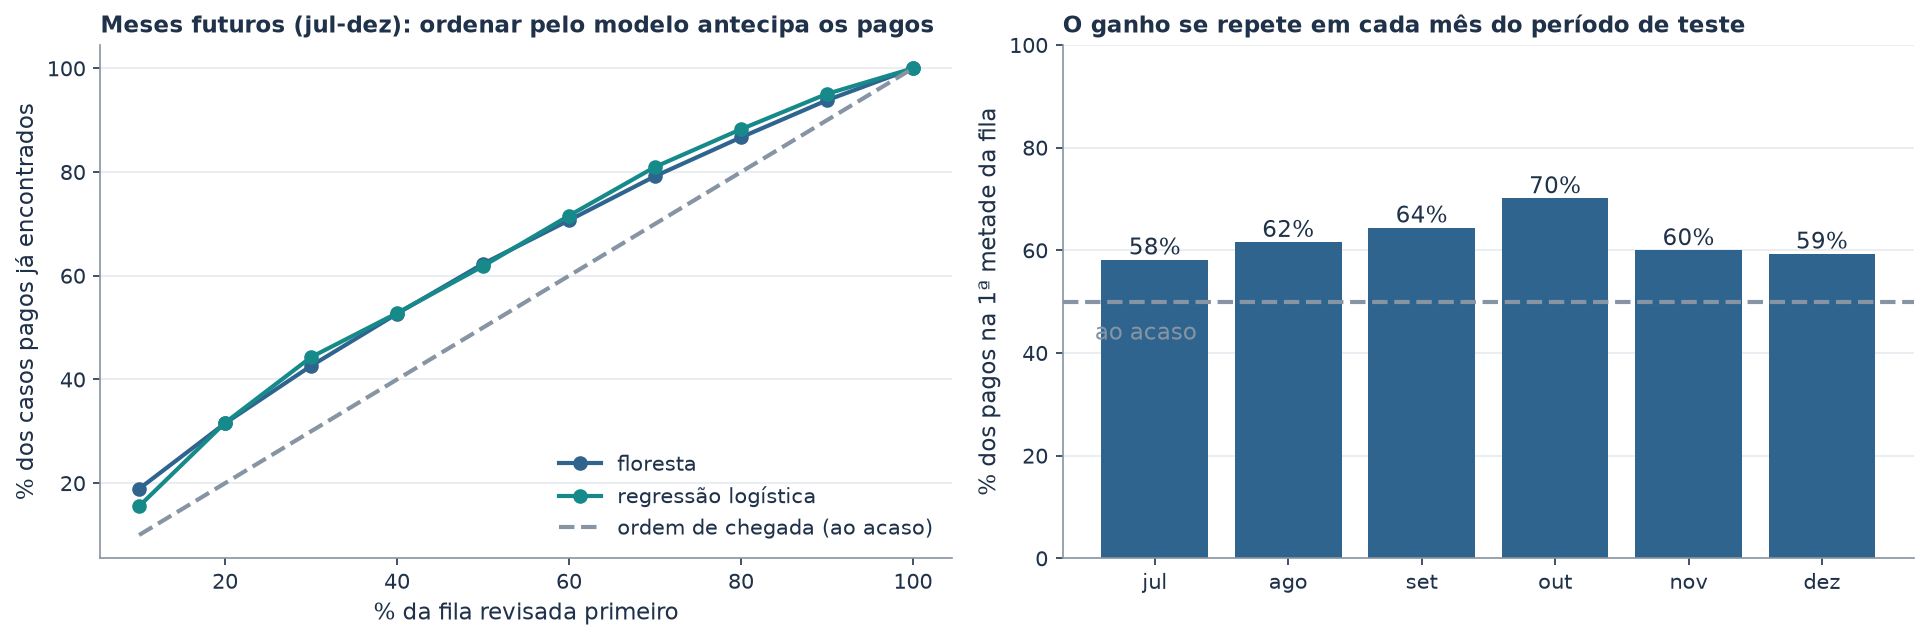 Meses futuros (jul-dez): ordenar pelo modelo antecipa os pagos
% dos casos pagos já encontrados
100
80
60
40
20
floresta
regressão logística
ordem de chegada (ao acaso)
20 40 60 80 100
% da fila revisada primeiro
O ganho se repete em cada mês do período de teste
% dos pagos na 1ª metade da fila
100
80
60
40
20
0
58% 62% 64% 70% 60% 59%
ao acaso
jul ago set out nov dez